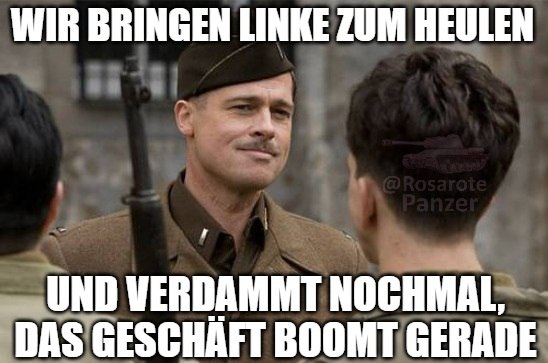 WIR BRINGEN LINKE ZUM HEULEN
@Rosarote
Panzer
UND VERDAMMT NOCHMAL,
DAS GESCHÄFT BOOMT GERADE